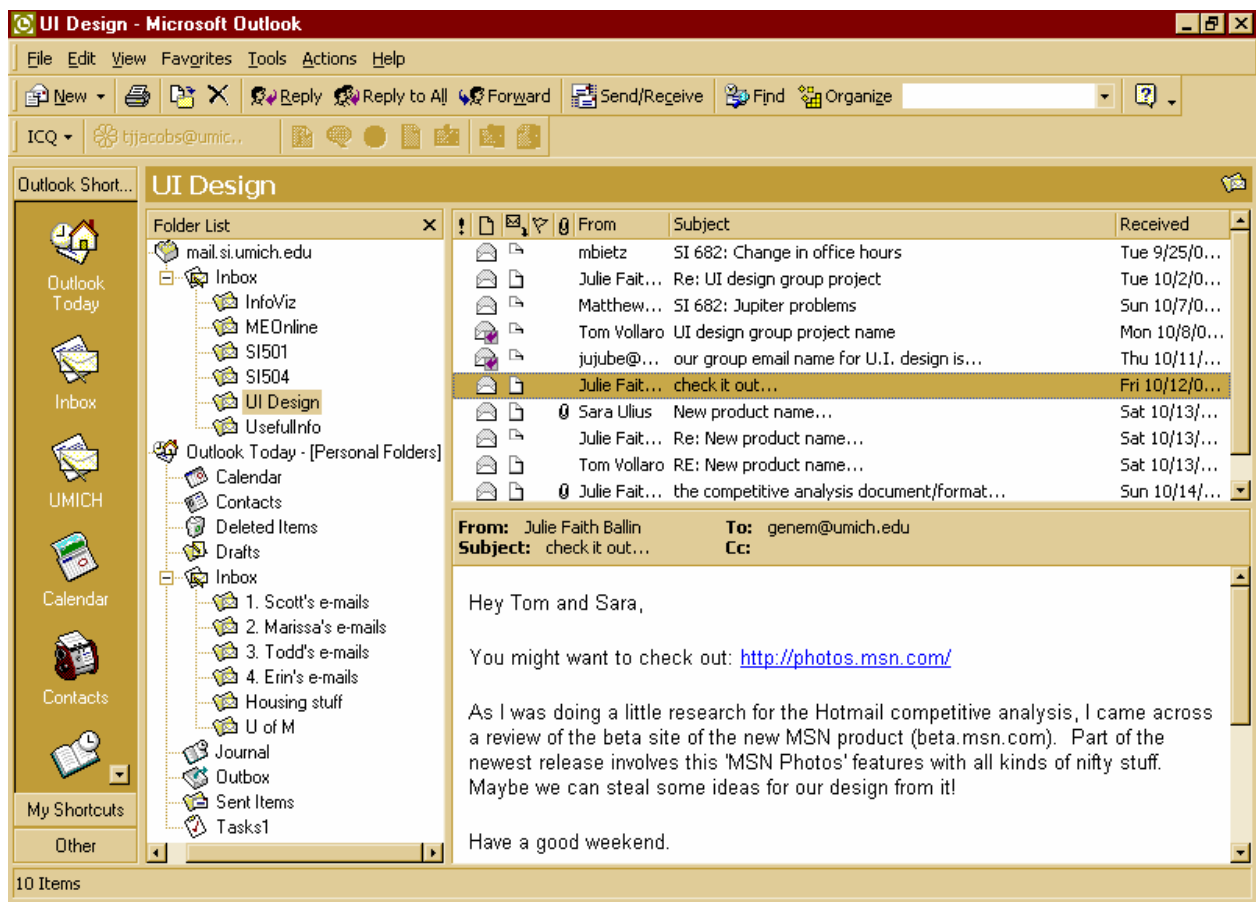 UI Design - Microsoft Outlook
File Edit View Favorites Tools Actions Help
New Reply Reply to All Forward Send/Receive Find Organize
ICQ tjjacobs@umic..
Outlook Short...
UI Design
Outlook Today
Inbox
UMICH
Calendar
Contacts
My Shortcuts
Other
Folder List
mail.si.umich.edu
Inbox
InfoViz
MEOnline
SI501
SI504
UI Design
UsefulInfo
Outlook Today - [Personal Folders]
Calendar
Contacts
Deleted Items
Drafts
Inbox
1. Scott's e-mails
2. Marissa's e-mails
3. Todd's e-mails
4. Erin's e-mails
Housing stuff
U of M
Journal
Outbox
Sent Items
Tasks1
! From Subject Received
mbietz SI 682: Change in office hours Tue 9/25/0...
Julie Fait... Re: UI design group project Tue 10/2/0...
Matthew... SI 682: Jupiter problems Sun 10/7/0...
Tom Vollaro UI design group project name Mon 10/8/0...
jujube@... our group email name for U.I. design is... Thu 10/11/...
Julie Fait... check it out... Fri 10/12/0...
Sara Ulius New product name... Sat 10/13/...
Julie Fait... Re: New product name... Sat 10/13/...
Tom Vollaro RE: New product name... Sat 10/13/...
Julie Fait... the competitive analysis document/format... Sun 10/14/...
From: Julie Faith Ballin To: genem@umich.edu
Subject: check it out... Cc:
Hey Tom and Sara,
You might want to check out: http://photos.msn.com/
As I was doing a little research for the Hotmail competitive analysis, I came across
a review of the beta site of the new MSN product (beta.msn.com). Part of the
newest release involves this 'MSN Photos' features with all kinds of nifty stuff.
Maybe we can steal some ideas for our design from it!
Have a good weekend.
10 Items